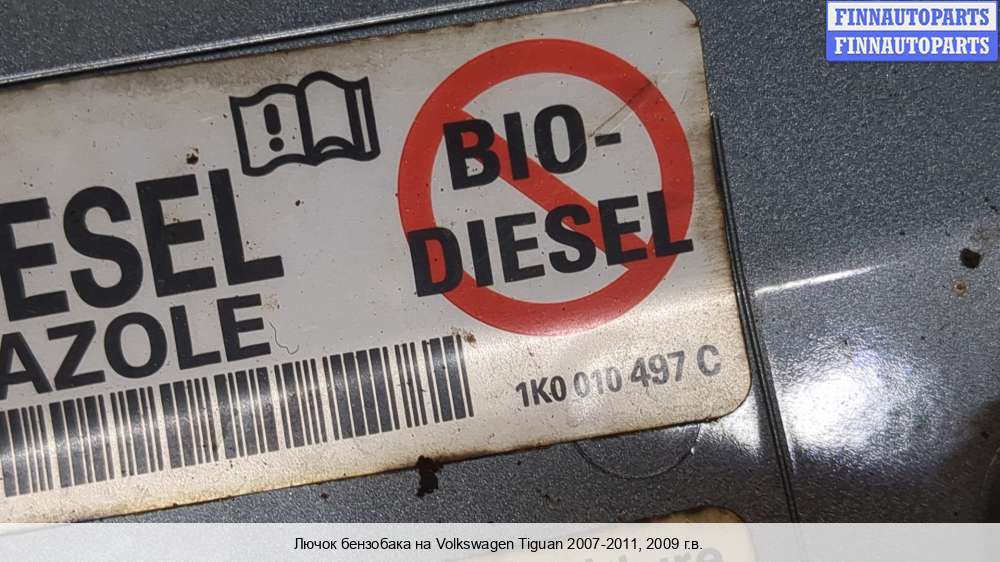 FINNAUTOPARTS
FINNAUTOPARTS
BIO-
DIESEL
ESEL
AZOLE
1K0 010 497 C
Лючок бензобака на Volkswagen Tiguan 2007-2011, 2009 г.в.